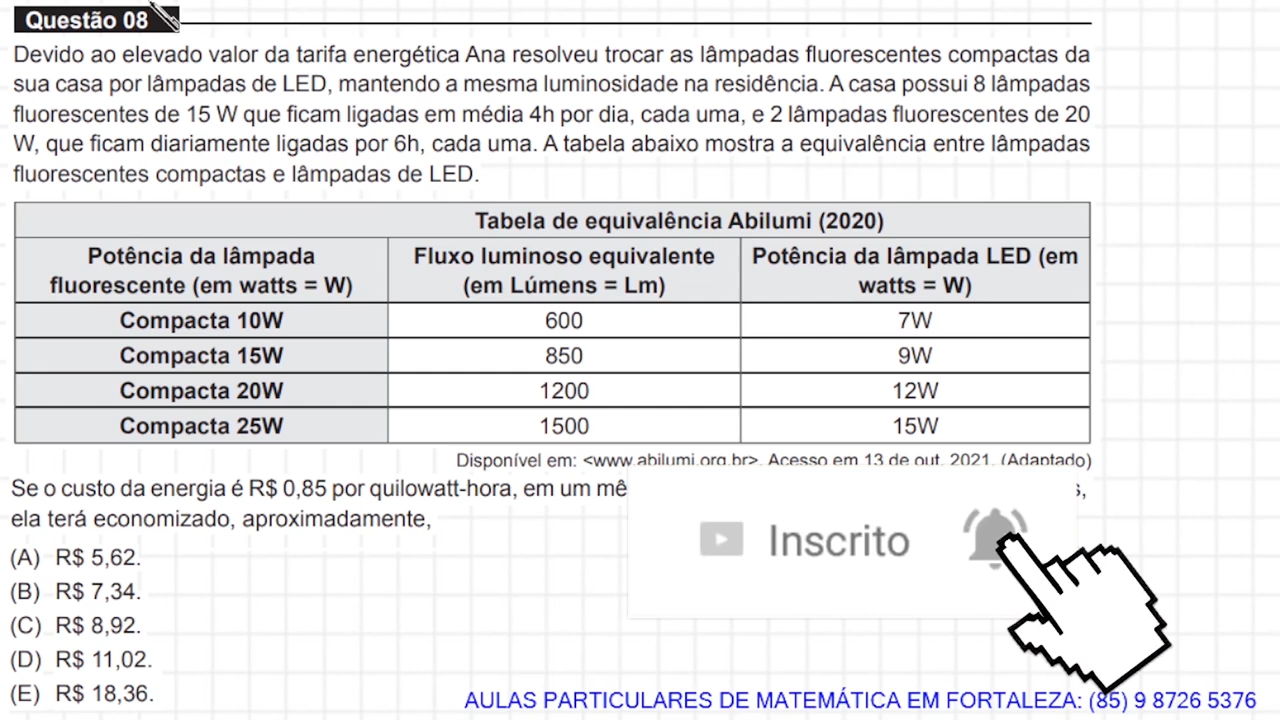 Questão 08
Devido ao elevado valor da tarifa energética Ana resolveu trocar as lâmpadas fluorescentes compactas da
sua casa por lâmpadas de LED, mantendo a mesma luminosidade na residência. A casa possui 8 lâmpadas
fluorescentes de 15 W que ficam ligadas em média 4h por dia, cada uma, e 2 lâmpadas fluorescentes de 20
W, que ficam diariamente ligadas por 6h, cada uma. A tabela abaixo mostra a equivalência entre lâmpadas
fluorescentes compactas e lâmpadas de LED.
Tabela de equivalência Abilumi (2020)
Potência da lâmpada
fluorescente (em watts = W)
Fluxo luminoso equivalente
(em Lúmens = Lm)
Potência da lâmpada LED (em
watts = W)
Compacta 10W 600 7W
Compacta 15W 850 9W
Compacta 20W 1200 12W
Compacta 25W 1500 15W
Disponível em: <www.abilumi.org.br>. Acesso em 13 de out. 2021. (Adaptado)
Se o custo da energia é R$ 0,85 por quilowatt-hora, em um
ela terá economizado, aproximadamente,
(A) R$ 5,62.
(B) R$ 7,34.
(C) R$ 8,92.
(D) R$ 11,02.
(E) R$ 18,36.
Inscrito
AULAS PARTICULARES DE MATEMÁTICA EM FORTALEZA: (85) 9 8726 5376